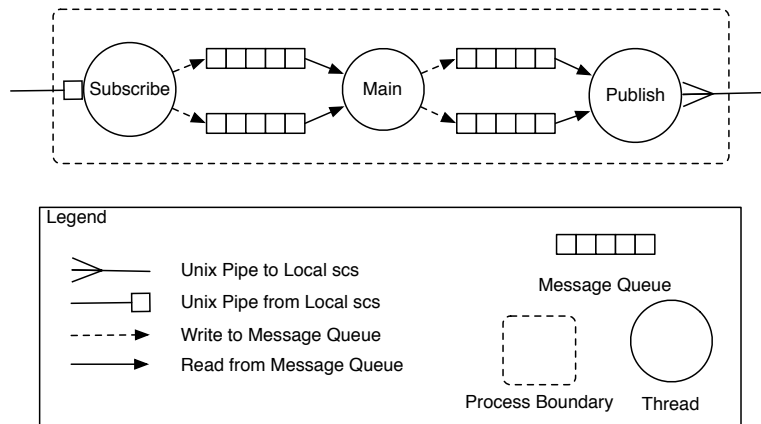 Subscribe
Main
Publish
Legend
Unix Pipe to Local scs
Unix Pipe from Local scs
Write to Message Queue
Read from Message Queue
Message Queue
Process Boundary
Thread